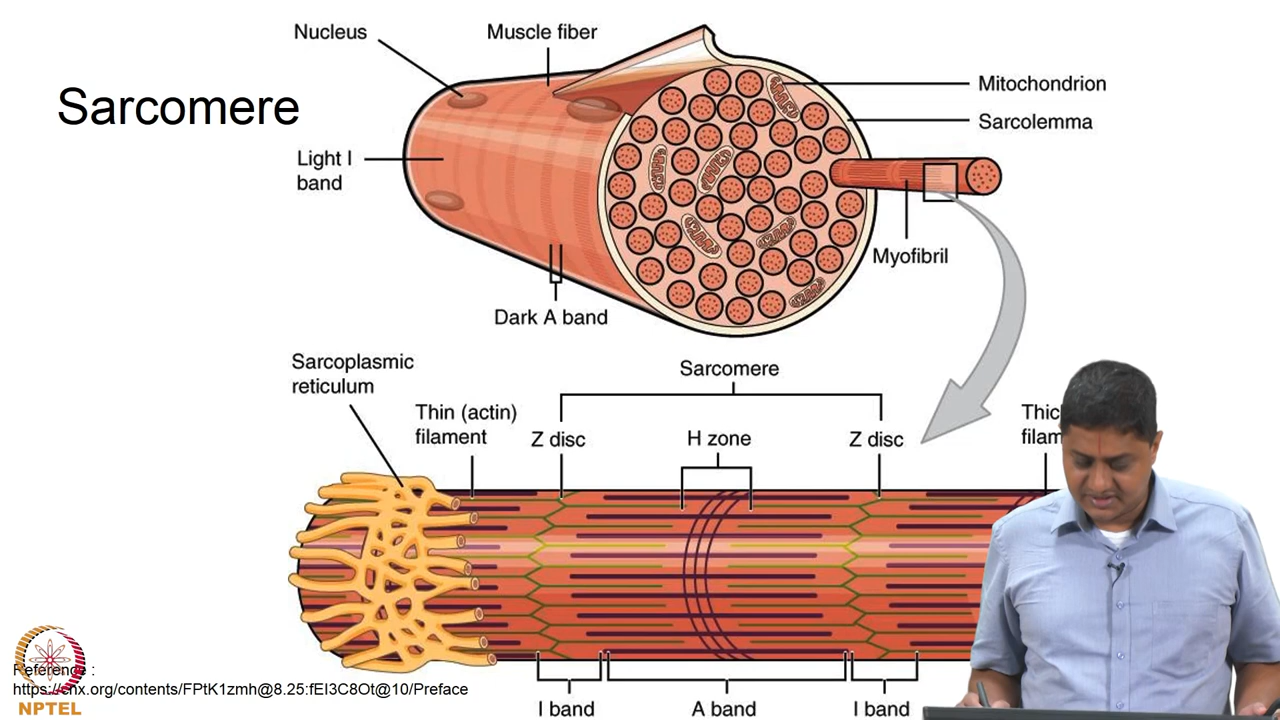 Sarcomere
Nucleus
Muscle fiber
Mitochondrion
Sarcolemma
Light I
band
Myofibril
Dark A band
Sarcoplasmic
reticulum
Sarcomere
Thin (actin)
filament
Z disc
H zone
Z disc
I band
A band
I band
Reference :
https://cnx.org/contents/FPtK1zmh@8.25:fEI3C8Ot@10/Preface
NPTEL